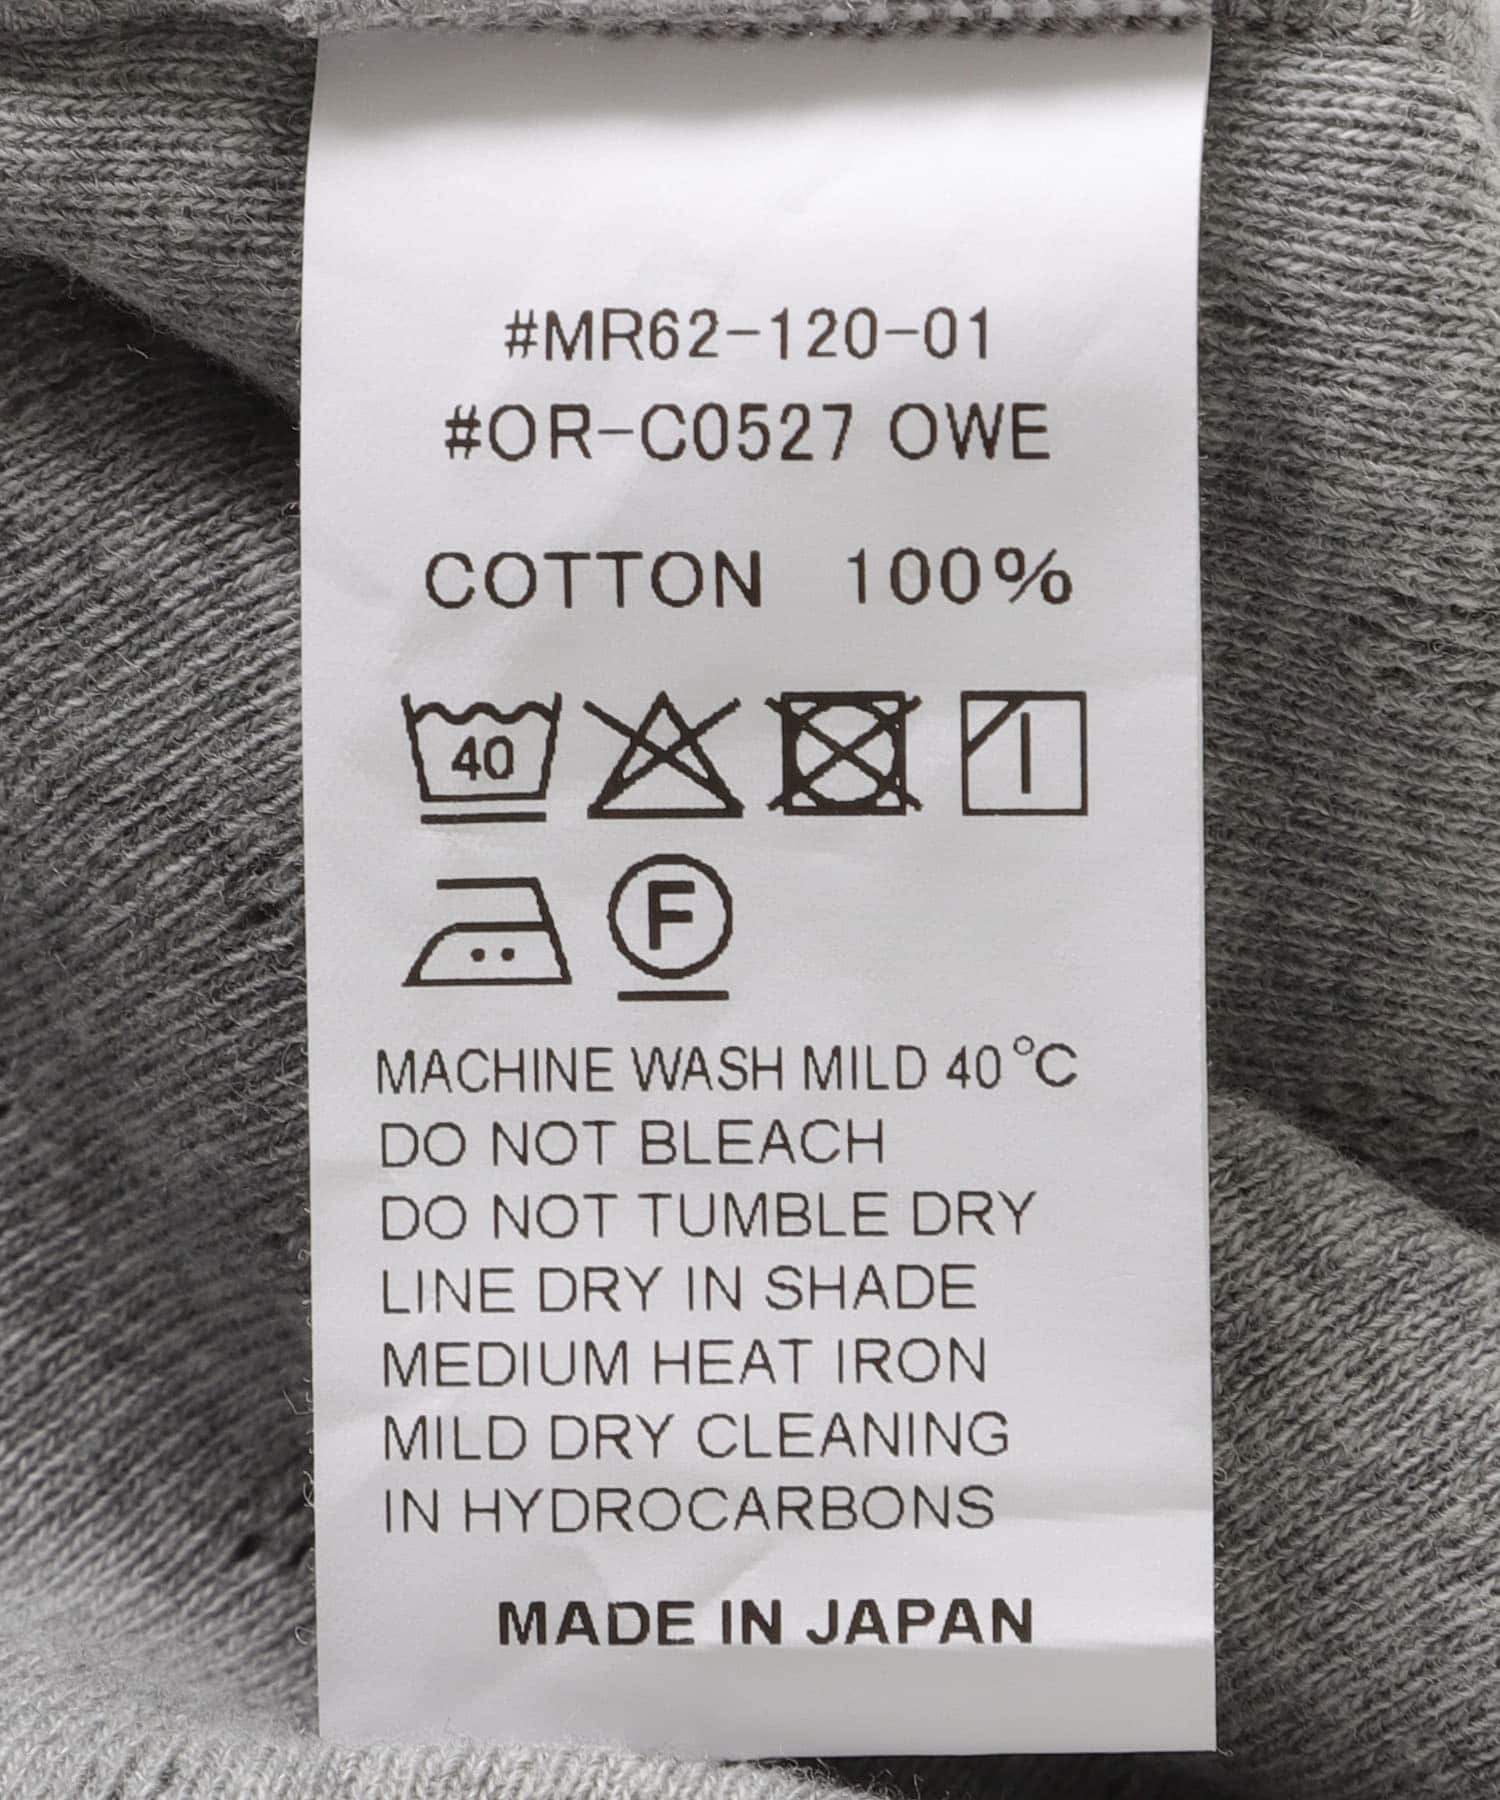 #MR62-120-01
#OR-C0527 OWE
COTTON 100%
40
F
MACHINE WASH MILD 40°C
DO NOT BLEACH
DO NOT TUMBLE DRY
LINE DRY IN SHADE
MEDIUM HEAT IRON
MILD DRY CLEANING
IN HYDROCARBONS
MADE IN JAPAN